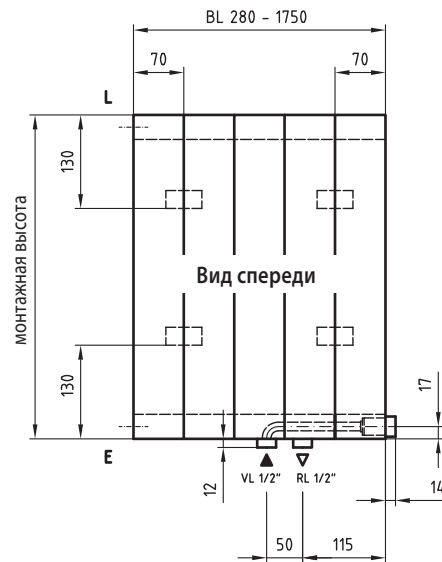 BL 280 – 1750
70
70
L
130
монтажная высота
Вид спереди
130
17
E
12
VL 1/2"
RL 1/2"
14
50
115